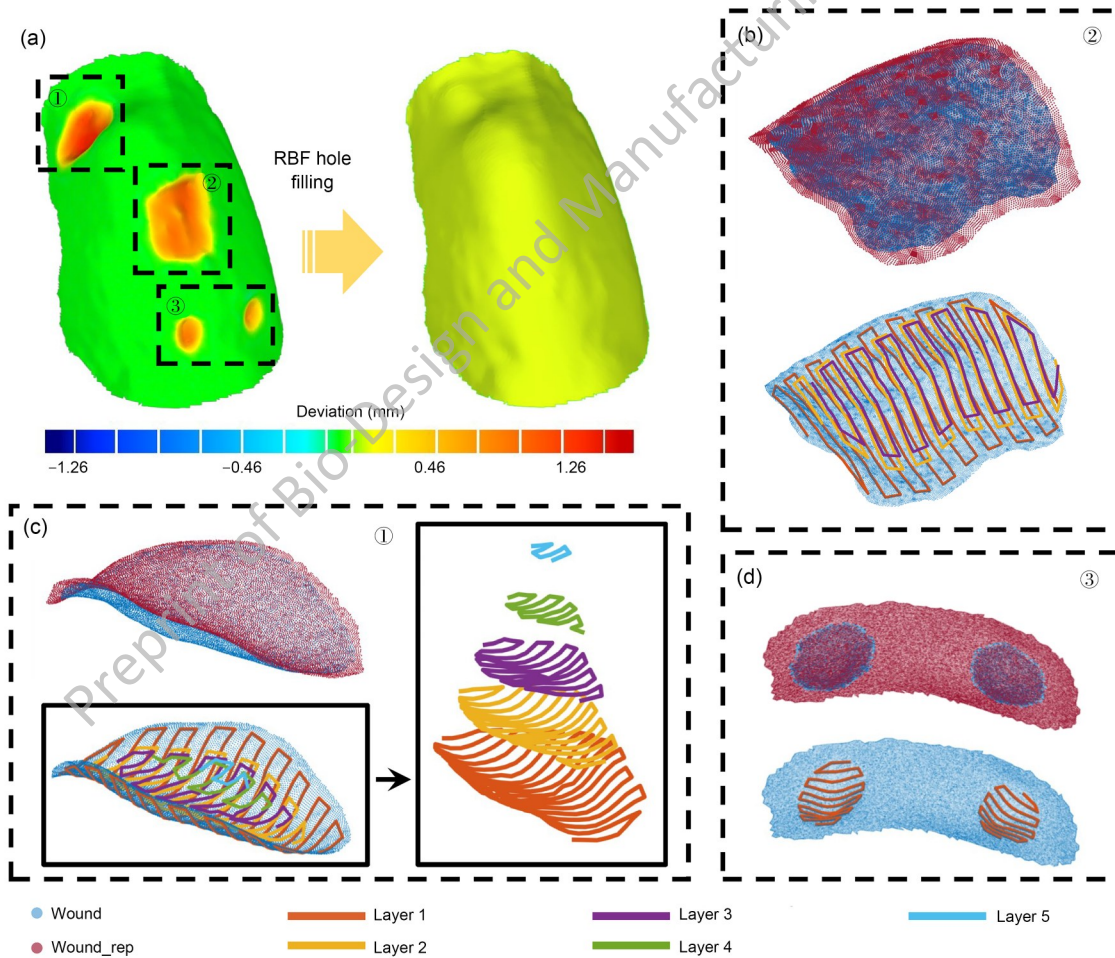 (a)
①
②
③
RBF hole
filling
Deviation (mm)
−1.26
−0.46
0.46
1.26
(b)
②
(c)
①
(d)
③
Wound
Wound_rep
Layer 1
Layer 2
Layer 3
Layer 4
Layer 5
Preprint of Bio-Design and Manufacturin